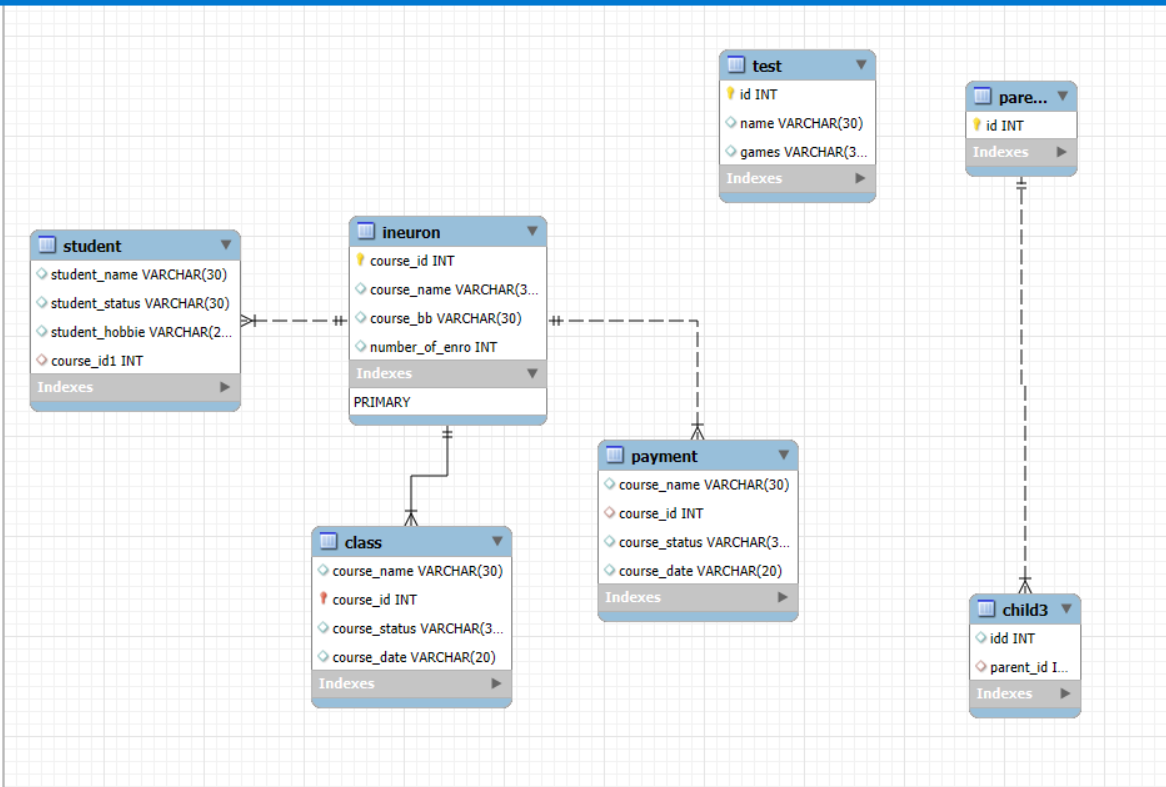 test
id INT
name VARCHAR(30)
games VARCHAR(3...
Indexes
pare...
id INT
Indexes
student
student_name VARCHAR(30)
student_status VARCHAR(30)
student_hobbie VARCHAR(2...
course_id1 INT
Indexes
ineuron
course_id INT
course_name VARCHAR(3...
course_bb VARCHAR(30)
number_of_enro INT
Indexes
PRIMARY
payment
course_name VARCHAR(30)
course_id INT
course_status VARCHAR(3...
course_date VARCHAR(20)
Indexes
class
course_name VARCHAR(30)
course_id INT
course_status VARCHAR(3...
course_date VARCHAR(20)
Indexes
child3
idd INT
parent_id I...
Indexes